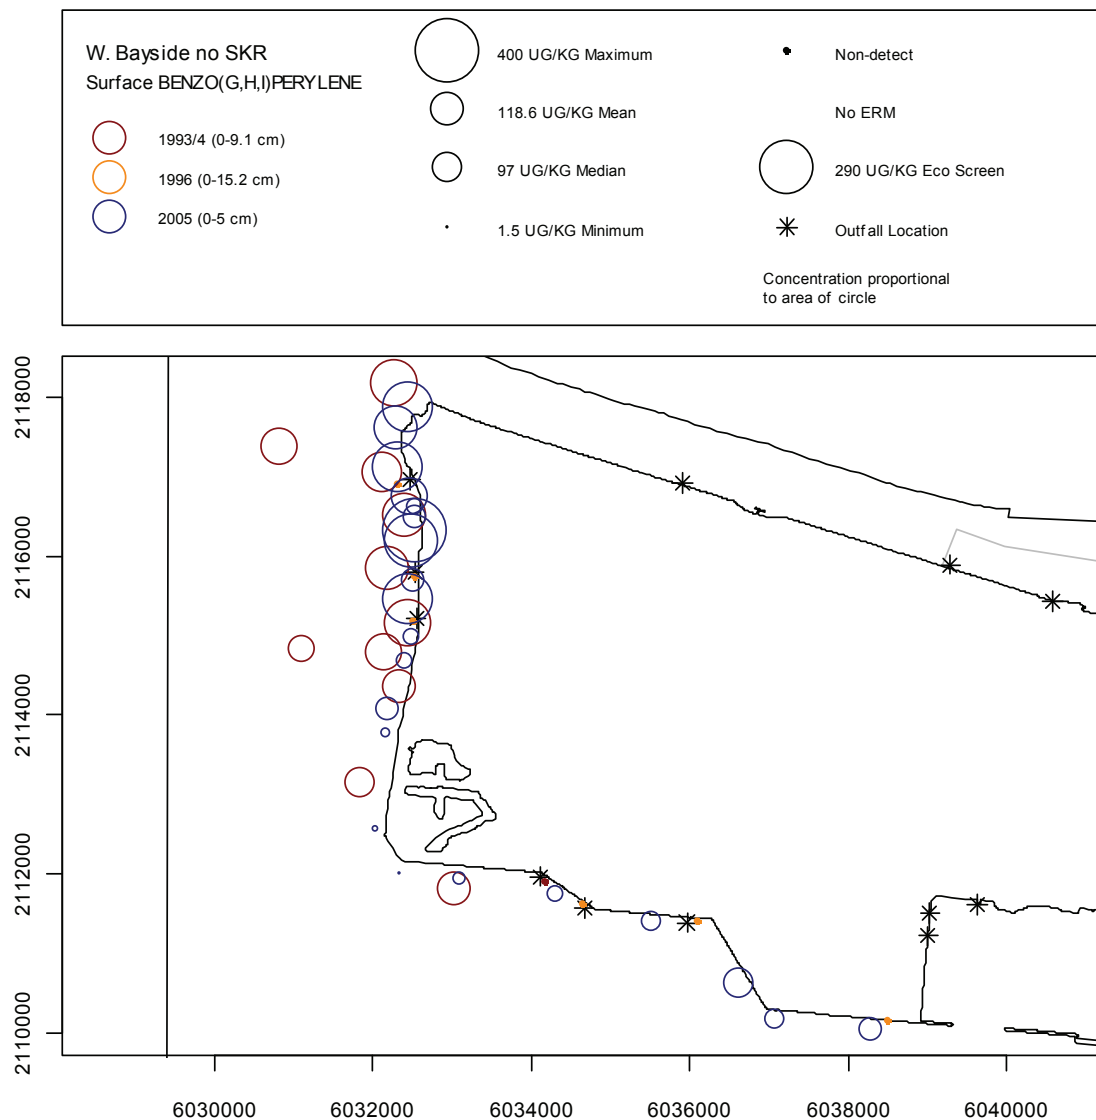 W. Bayside no SKR
Surface BENZO(G,H,I)PERYLENE
1993/4 (0-9.1 cm)
1996 (0-15.2 cm)
2005 (0-5 cm)
400 UG/KG Maximum
118.6 UG/KG Mean
97 UG/KG Median
1.5 UG/KG Minimum
Non-detect
No ERM
290 UG/KG Eco Screen
Outfall Location
Concentration proportional
to area of circle
2118000
2116000
2114000
2112000
2110000
6030000
6032000
6034000
6036000
6038000
6040000